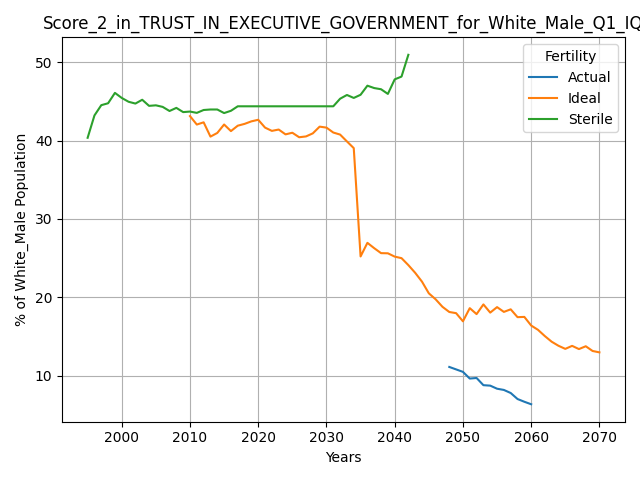 Score_2_in_TRUST_IN_EXECUTIVE_GOVERNMENT_for_White_Male_Q1_IQ
Fertility
Actual
Ideal
Sterile
% of White_Male Population
50
40
30
20
10
2000 2010 2020 2030 2040 2050 2060 2070
Years